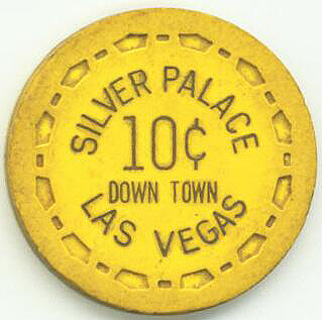 SILVER PALACE
10¢
DOWN TOWN
LAS VEGAS